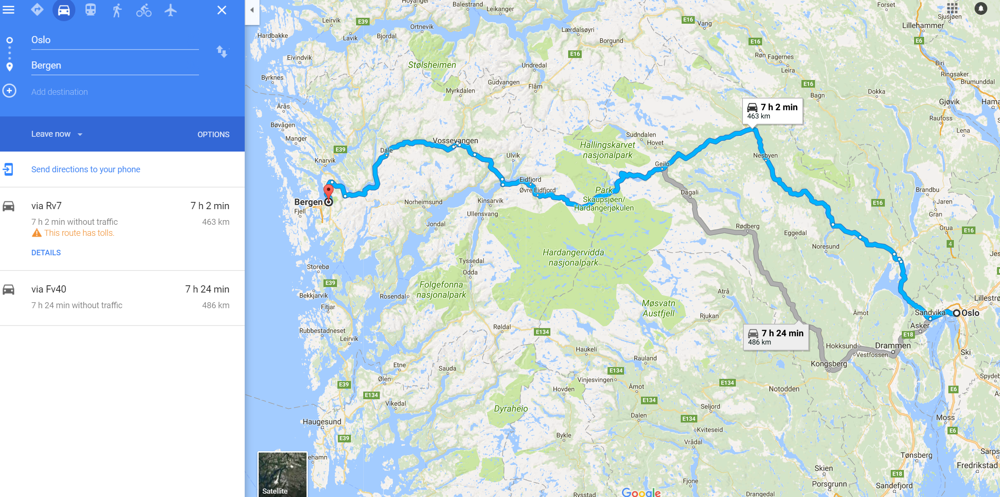 Oslo
Bergen
Add destination
Leave now
OPTIONS
Send directions to your phone
via Rv7
7 h 2 min
7 h 2 min without traffic
463 km
This route has tolls.
DETAILS
via Fv40
7 h 24 min
7 h 24 min without traffic
486 km
Høyanger
Balestrand
Leikanger
Forset
Sjusjøen
Leirvik
E39
E16
Vang
Lillehammer
Hardbakke
Lavik
Bjordal
Ortnevik
Lærdalsøyri
Borgund
E16
E6
Eivindvik
E16
Røn
Fagernes
Leira
Biri
Stølsheimen
Undredal
Byrknes
Gudvangen
Flåm
Myrkdalen
E16
Bagn
Dokka
Ringsaker
Brumunddal
Årås
Gjøvik
Hama
Raufoss
Lena
7 h 2 min
463 km
Bøvågen
Manger
E39
Dale
Vossevangen
Sudndalen
Hovet
Hallingskarvet
nasjonalpark
Nesbyen
Knarvik
Ulvik
Geilo
Eidfjord
Øvre Eidfjord
Park
Skaupsjøen/
Hardangerjøkulen
Dagali
Brandbu
Jaren
Gran
E16
Bergen
Fjell
Norheimsund
Kinsarvik
Ullensvang
Jondal
Rødberg
Eggedal
Grua
E16
Noresund
4
Jes
Hardangervidda
nasjonalpark
Storebø
Tyssedal
Odda
E39
Folgefonna
nasjonalpark
Bekkjarvik
Rosendal
Fitjar
Atrå
Møsvatn
Austfjell
Rjukan
Åmot
Sandvika
Oslo
Lillestrø
Asker
E18
Rubbestadneset
Leirvik
Røldal
E134
7 h 24 min
486 km
Haukeli
Rauland
Hokksund
Drammen
Vestfossen
Kongsberg
Ski
Etne
Sauda
Ølen
E39
E134
Vinjesvingen
Hovden
Åmot
E134
Notodden
Spydeb
E6
E134
Vikedal
E134
Dyraheio
Seljord
Dalen
E134
Haugesund
Moss
E6
E39
Bykle
Kviteseid
Vrådal
ehamn
Tønsberg
Sarps
Fredrikstad
Skien
E18
Porsgrunn
Sandefjord
Fjone
Drangedal
Rysstad
Satellite
Google